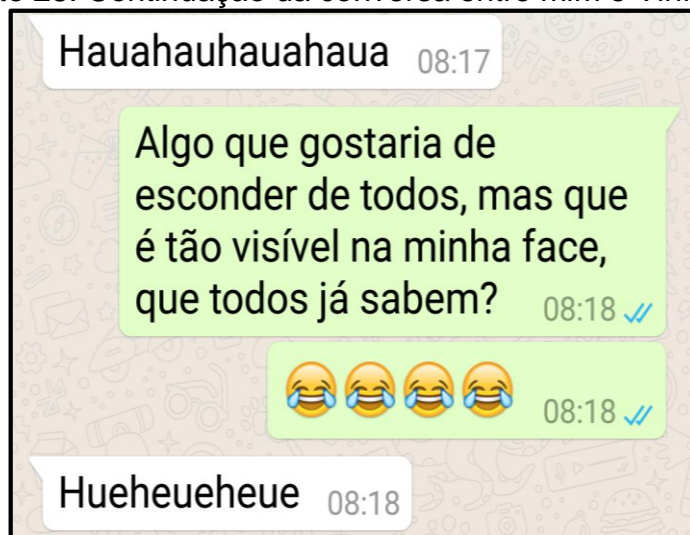 Hauahauhauahaua 08:17
Algo que gostaria de
esconder de todos, mas que
é tão visível na minha face,
que todos já sabem? 08:18
😂😂😂😂 08:18
Hueheueheue 08:18